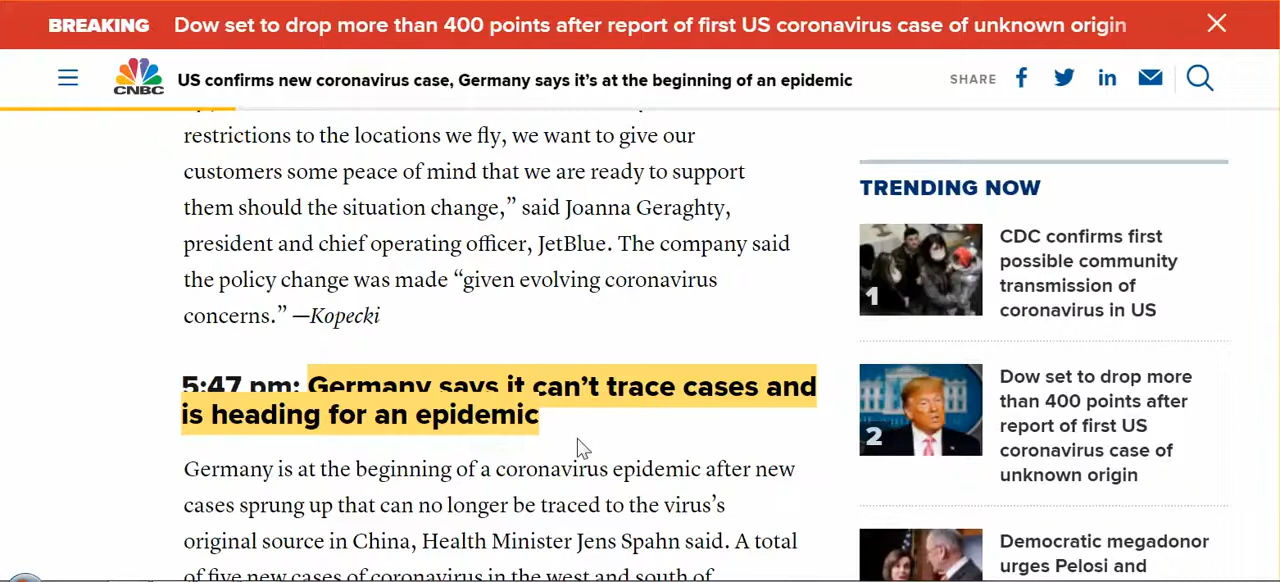 BREAKING Dow set to drop more than 400 points after report of first US coronavirus case of unknown origin
CNBC US confirms new coronavirus case, Germany says it's at the beginning of an epidemic SHARE
restrictions to the locations we fly, we want to give our
customers some peace of mind that we are ready to support
them should the situation change,” said Joanna Geraghty,
president and chief operating officer, JetBlue. The company said
the policy change was made “given evolving coronavirus
concerns.” —Kopecki
5:47 pm: Germany says it can't trace cases and
is heading for an epidemic
Germany is at the beginning of a coronavirus epidemic after new
cases sprung up that can no longer be traced to the virus’s
original source in China, Health Minister Jens Spahn said. A total
of five new cases of coronavirus in the west and south of
TRENDING NOW
1
CDC confirms first
possible community
transmission of
coronavirus in US
2
Dow set to drop more
than 400 points after
report of first US
coronavirus case of
unknown origin
Democratic megadonor
urges Pelosi and